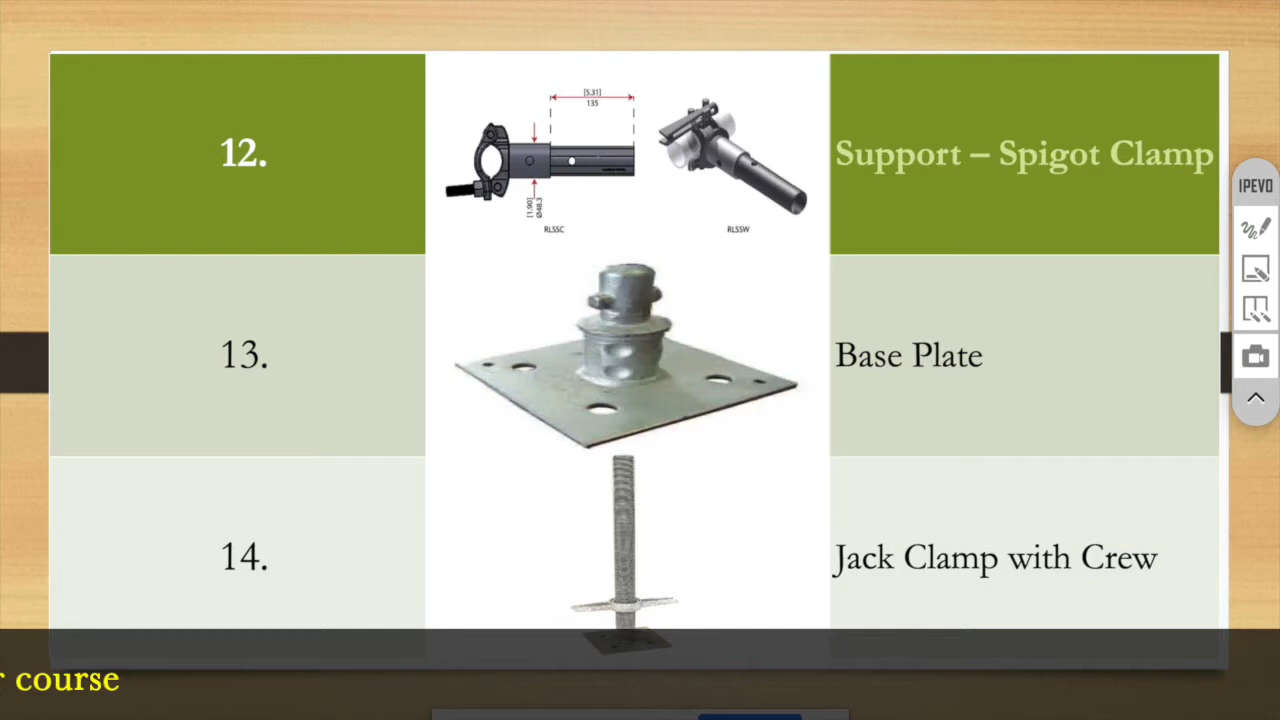 12.
[5.31]
135
[1.90]
Ø48.3
RLSSC
RLSSW
Support – Spigot Clamp
13.
Base Plate
14.
Jack Clamp with Crew
IPEVO
r course